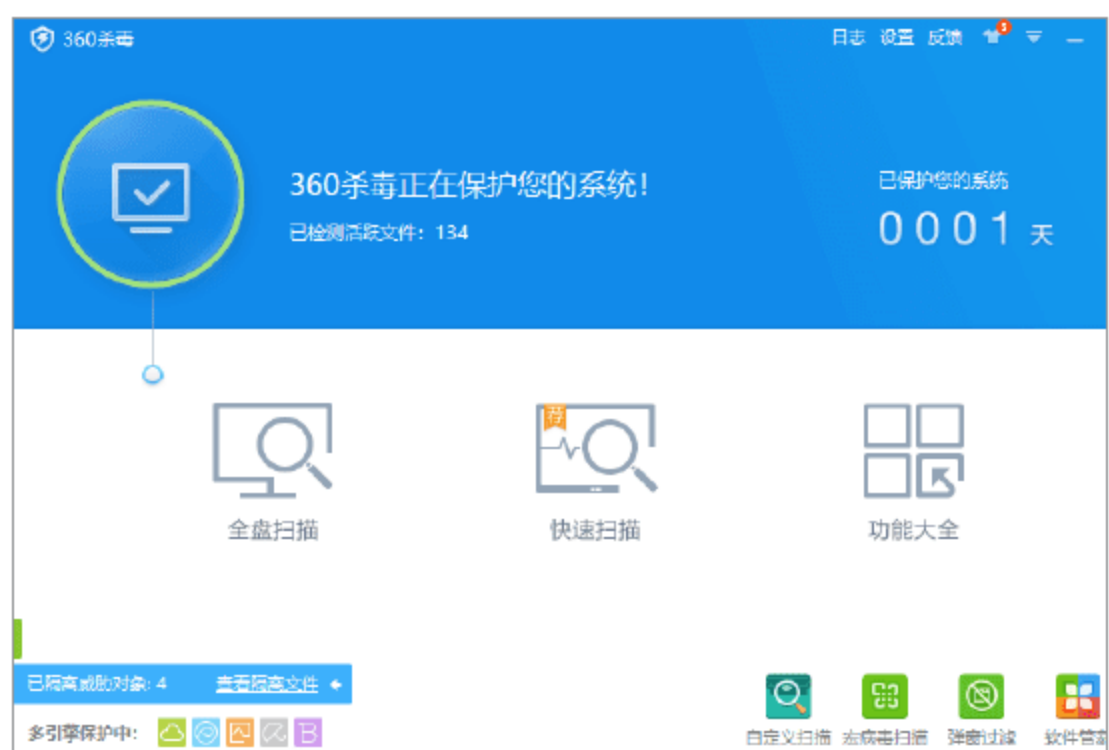 360杀毒
日志 设置 反馈
3
360杀毒正在保护您的系统!
已检测活跃文件: 134
已保护您的系统
0001 天
荐
全盘扫描 快速扫描 功能大全
已隔离威胁对象: 4 查看隔离文件
多引擎保护中: B
自定义扫描 宏病毒扫描 弹窗过滤 软件管